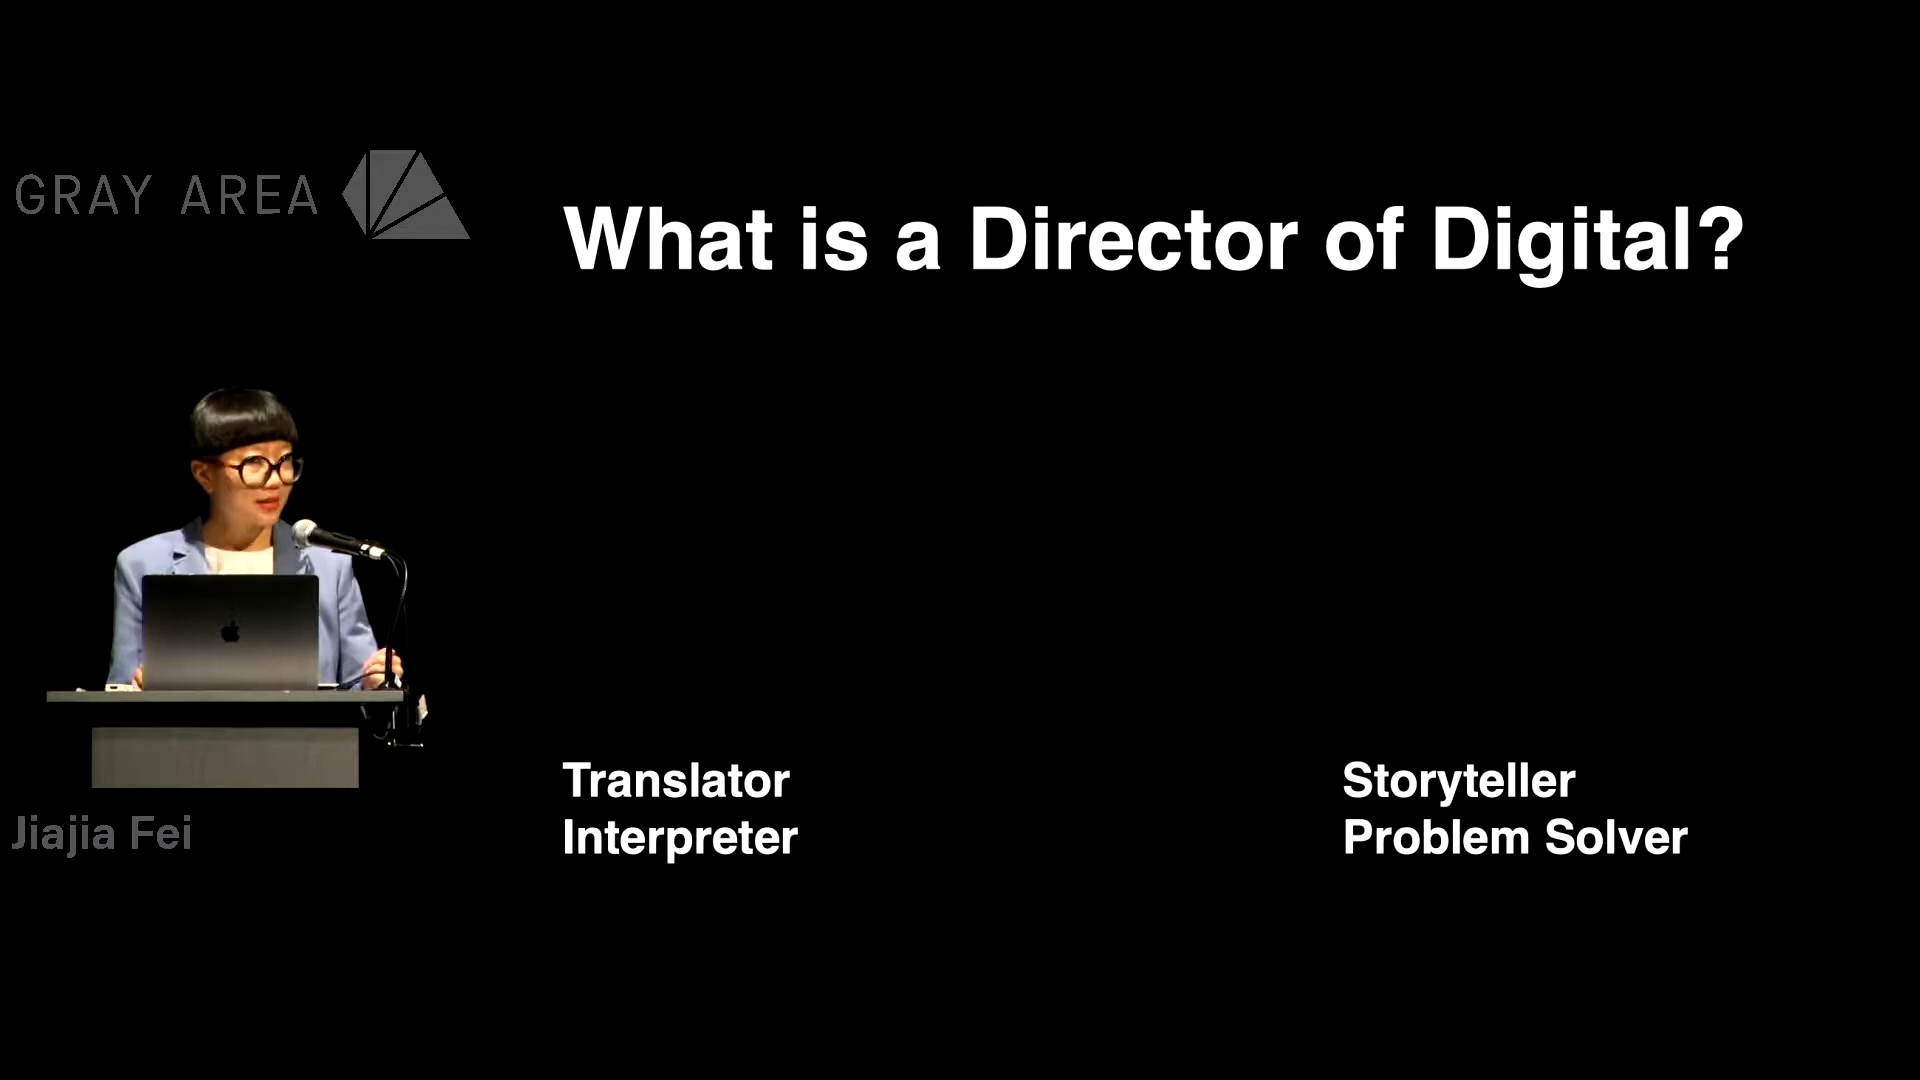 GRAY AREA
What is a Director of Digital?
Translator
Interpreter
Storyteller
Problem Solver
Jiajia Fei